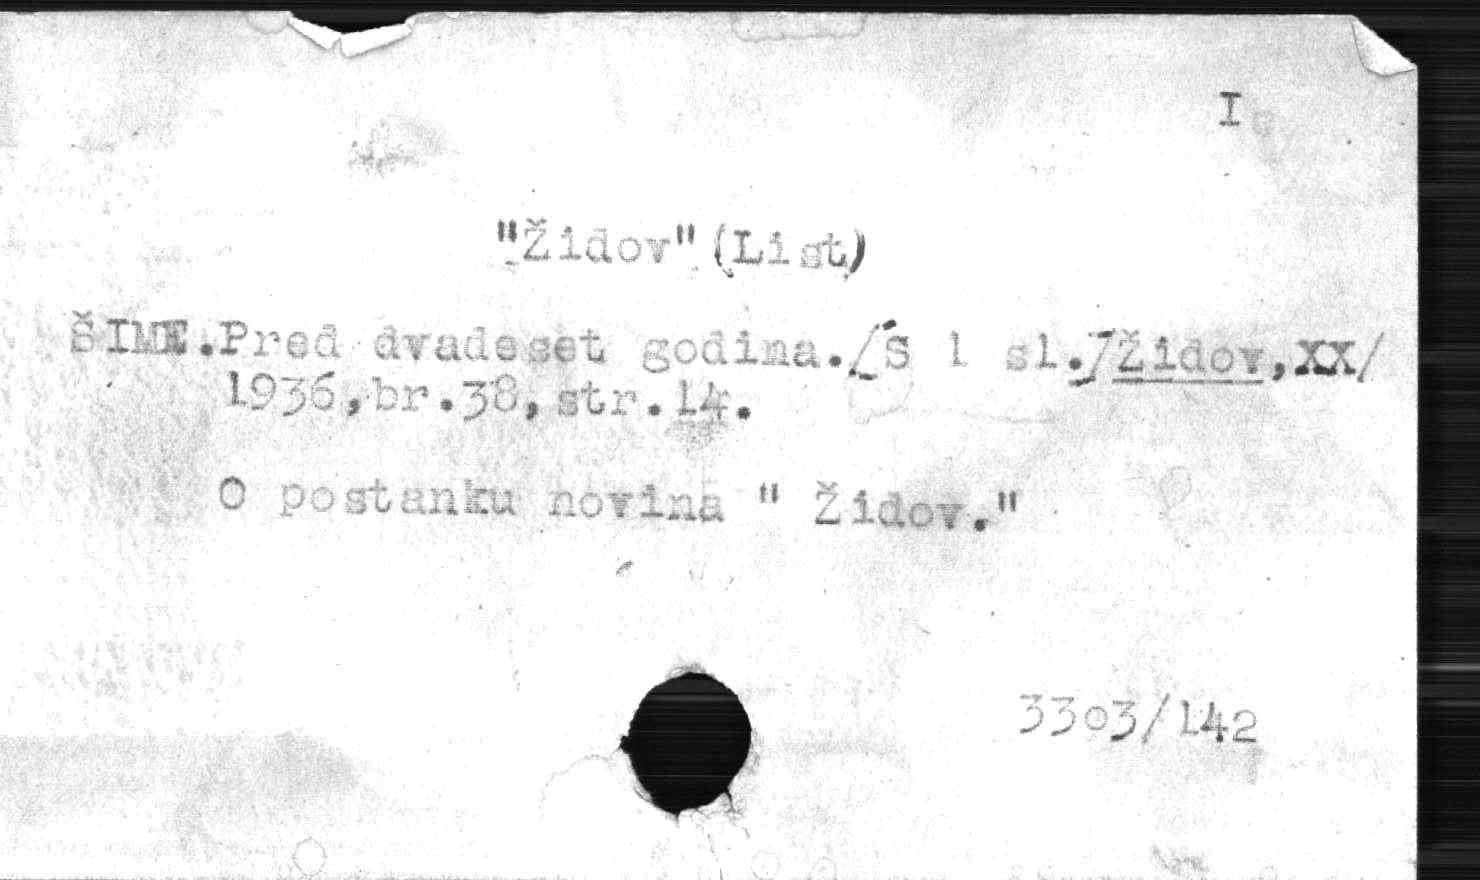 I
"Židov"(List)
ŠIME.Pred dvadeset godina./S 1 sl./Židov,XX/
1936,br.38,str.14.
O postanku novina " Židov."
3303/142